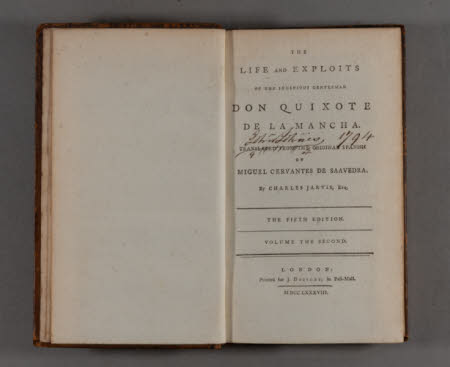 THE
LIFE AND EXPLOITS
OF THE INGENIOUS GENTLEMAN
DON QUIXOTE
DE LA MANCHA.
1794
TRANSLATED FROM THE ORIGINAL SPANISH
OF
MIGUEL CERVANTES DE SAAVEDRA.
By CHARLES JARVIS, Esq.
THE FIFTH EDITION.
VOLUME THE SECOND.
LONDON:
Printed for J. DODSLEY, in Pall-Mall.
MDCCLXXXVIII.